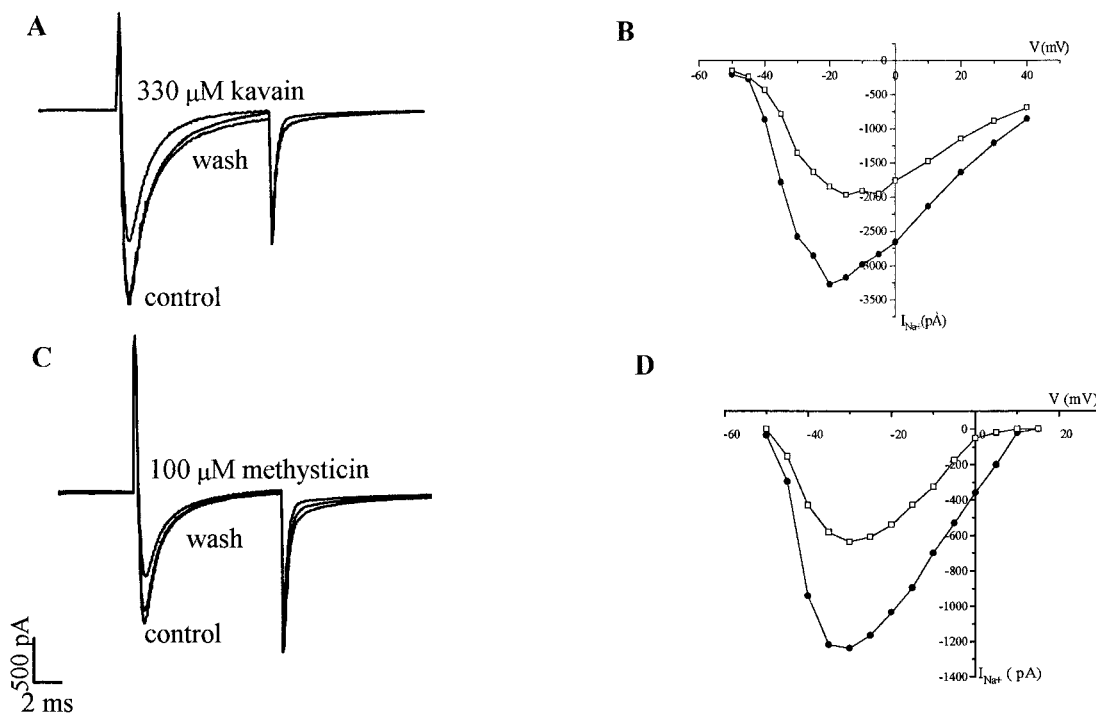 A
330 μM kavain
wash
control
B
V(mV)
-60 -40 -20 0 20 40
0
-500
-1000
-1500
-2000
-2500
-3000
-3500
I_Na+(pA)
C
100 μM methysticin
wash
control
500 pA
2 ms
D
V (mV)
-60 -40 -20 0 20
0
-200
-400
-600
-800
-1000
-1200
-1400
I_Na+ (pA)